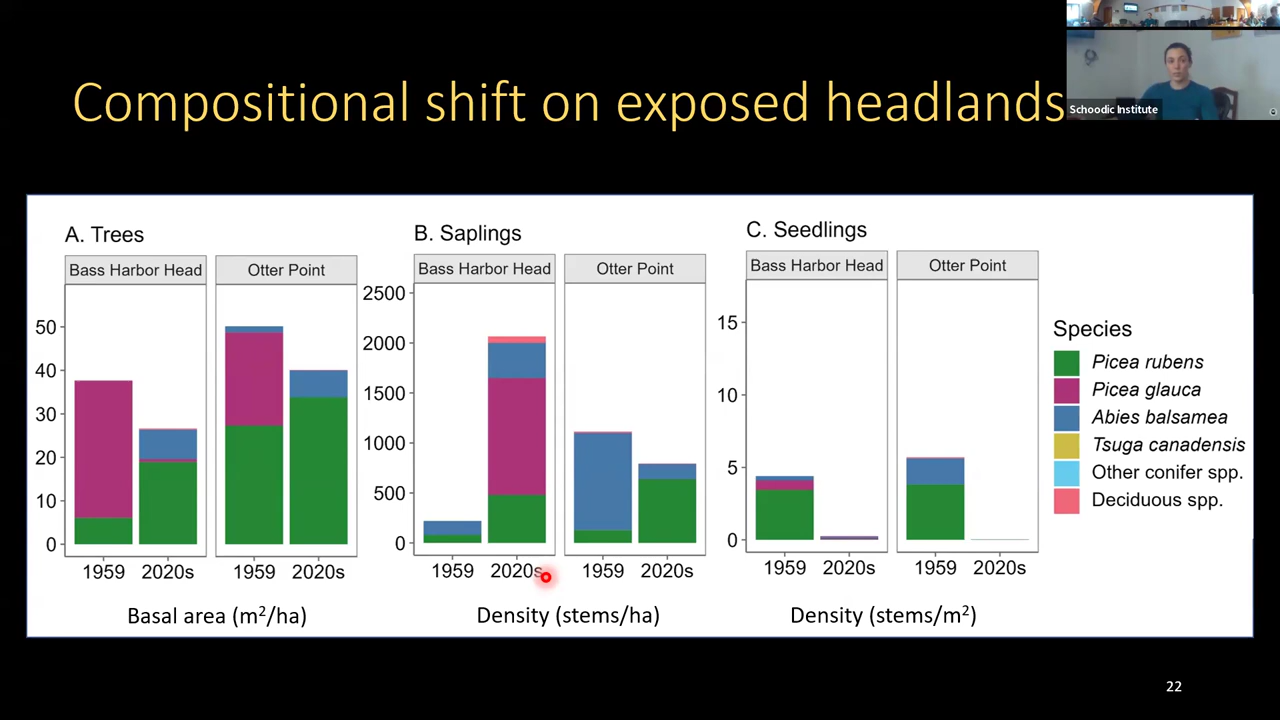 Compositional shift on exposed headlands
Schoodic Institute
A. Trees
Bass Harbor Head
Otter Point
50
40
30
20
10
0
1959
2020s
1959
2020s
Basal area (m²/ha)
B. Saplings
Bass Harbor Head
Otter Point
2500
2000
1500
1000
500
0
1959
2020s
1959
2020s
Density (stems/ha)
C. Seedlings
Bass Harbor Head
Otter Point
15
10
5
0
1959
2020s
1959
2020s
Density (stems/m²)
Species
Picea rubens
Picea glauca
Abies balsamea
Tsuga canadensis
Other conifer spp.
Deciduous spp.
22